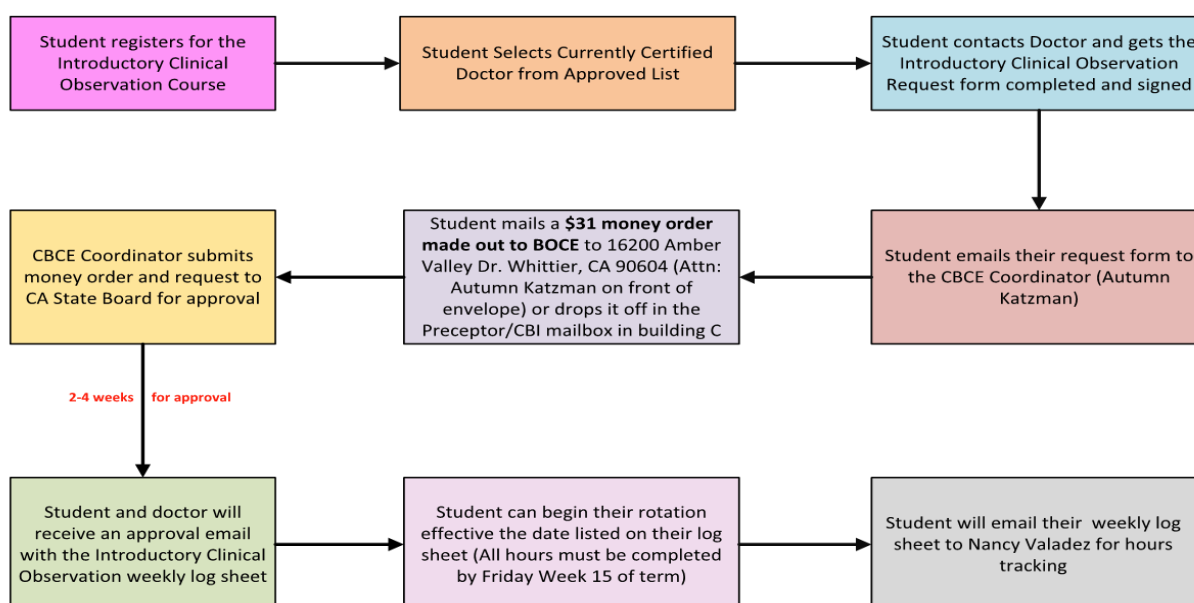 Student registers for the
Introductory Clinical
Observation Course
Student Selects Currently Certified
Doctor from Approved List
Student contacts Doctor and gets the
Introductory Clinical Observation
Request form completed and signed
Student emails their request form to
the CBCE Coordinator (Autumn
Katzman)
Student mails a $31 money order
made out to BOCE to 16200 Amber
Valley Dr. Whittier, CA 90604 (Attn:
Autumn Katzman on front of
envelope) or drops it off in the
Preceptor/CBI mailbox in building C
CBCE Coordinator submits
money order and request to
CA State Board for approval
2-4 weeks for approval
Student and doctor will
receive an approval email
with the Introductory Clinical
Observation weekly log sheet
Student can begin their rotation
effective the date listed on their log
sheet (All hours must be completed
by Friday Week 15 of term)
Student will email their weekly log
sheet to Nancy Valadez for hours
tracking